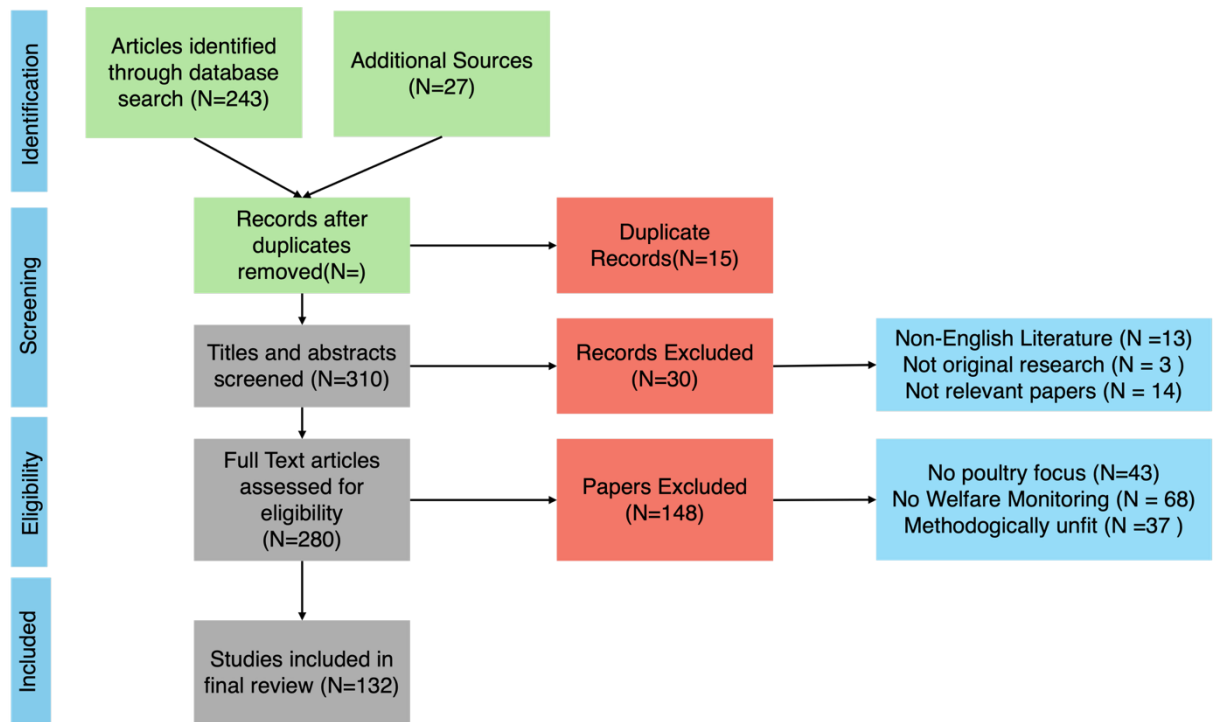 Identification
Articles identified
through database
search (N=243)
Additional Sources
(N=27)
Screening
Records after
duplicates
removed(N=)
Duplicate
Records(N=15)
Titles and abstracts
screened (N=310)
Records Excluded
(N=30)
Non-English Literature (N =13)
Not original research (N = 3 )
Not relevant papers (N = 14)
Eligibility
Full Text articles
assessed for
eligibility
(N=280)
Papers Excluded
(N=148)
No poultry focus (N=43)
No Welfare Monitoring (N = 68)
Methodogically unfit (N =37 )
Included
Studies included in
final review (N=132)